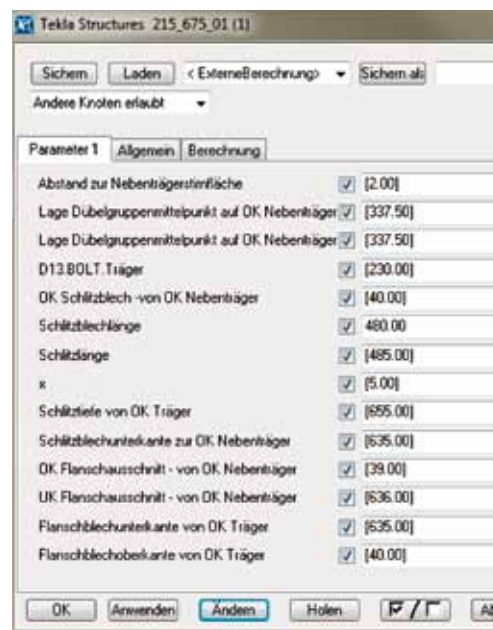 Tekla Structures 215_675_01 (1)
Sichern Laden <ExterneBerechnung> Sichern als
Andere Knoten erlaubt
Parameter 1 Allgemein Berechnung
Abstand zur Nebenträgerstirnfläche [2.00]
Lage Dübelgruppenmittelpunkt auf OK Nebenträger [337.50]
Lage Dübelgruppenmittelpunkt auf OK Nebenträger [337.50]
D13.BOLT.Träger [230.00]
OK Schlitzblech -von OK Nebenträger [40.00]
Schlitzblechlänge 480.00
Schlitzlänge [485.00]
x [5.00]
Schlitztiefe von OK Träger [655.00]
Schlitzblechunterkante zur OK Nebenträger [635.00]
OK Flanschausschnitt - von OK Nebenträger [39.00]
UK Flanschausschnitt - von OK Nebenträger [636.00]
Flanschblechunterkante von OK Träger [635.00]
Flanschblechoberkante von OK Träger [40.00]
OK Anwenden Ändern Holen / Ab